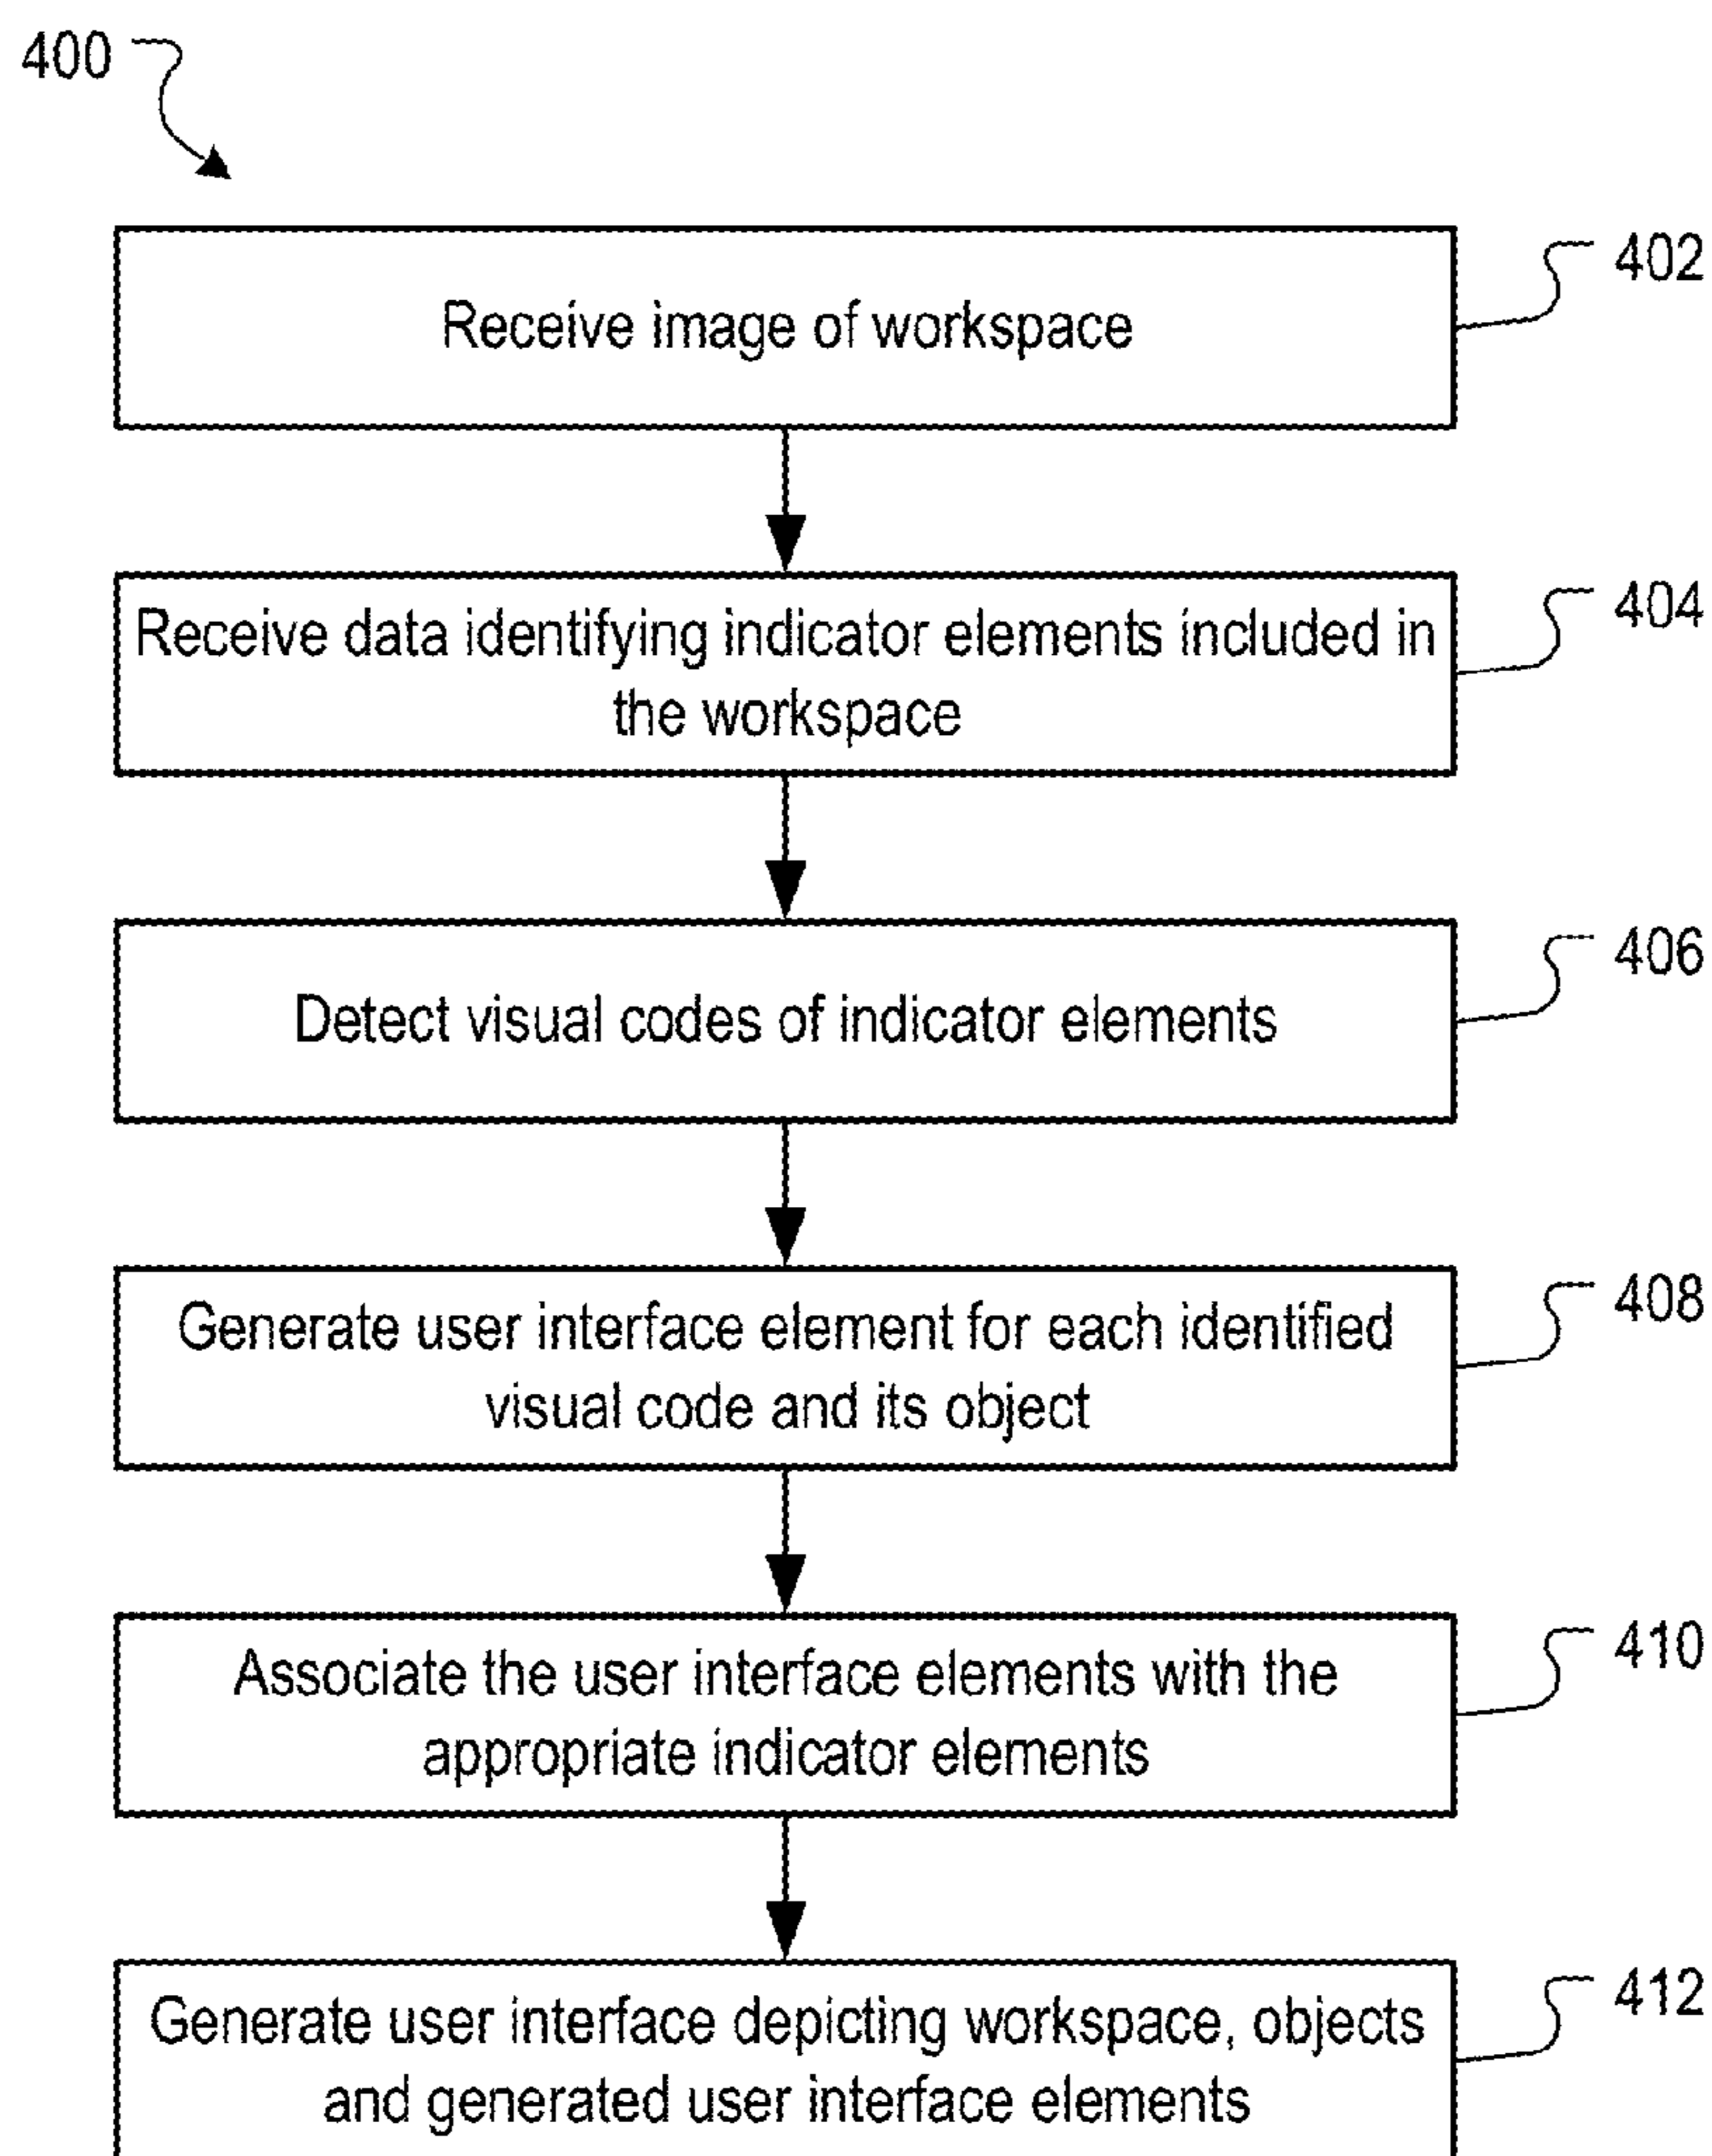 400
402
Receive image of workspace
404
Receive data identifying indicator elements included in
the workspace
406
Detect visual codes of indicator elements
408
Generate user interface element for each identified
visual code and its object
410
Associate the user interface elements with the
appropriate indicator elements
412
Generate user interface depicting workspace, objects
and generated user interface elements